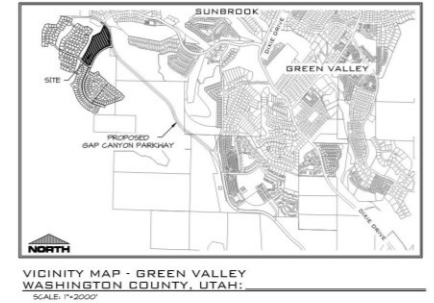 SUNBROOK
DIXIE DRIVE
GREEN VALLEY
SITE
PROPOSED
GAP CANYON PARKWAY
DIXIE DRIVE
NORTH
VICINITY MAP - GREEN VALLEY
WASHINGTON COUNTY, UTAH:
SCALE: 1"=2000'